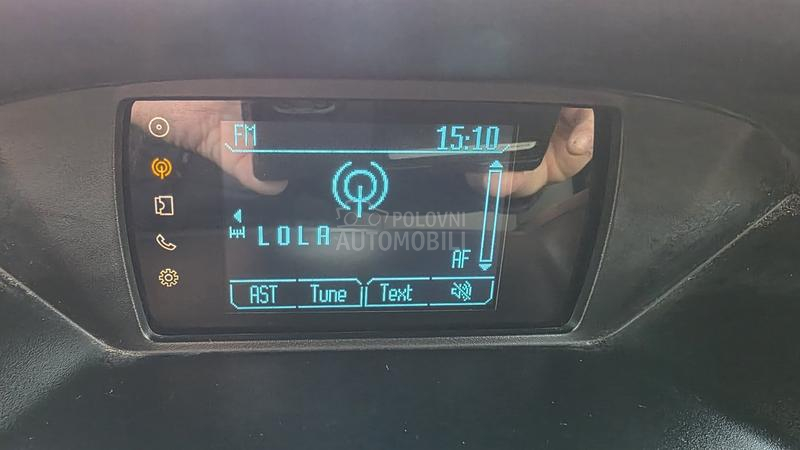 FM 15:10
LOLA
POLOVNI
AUTOMOBILI
AF
AST Tune Text